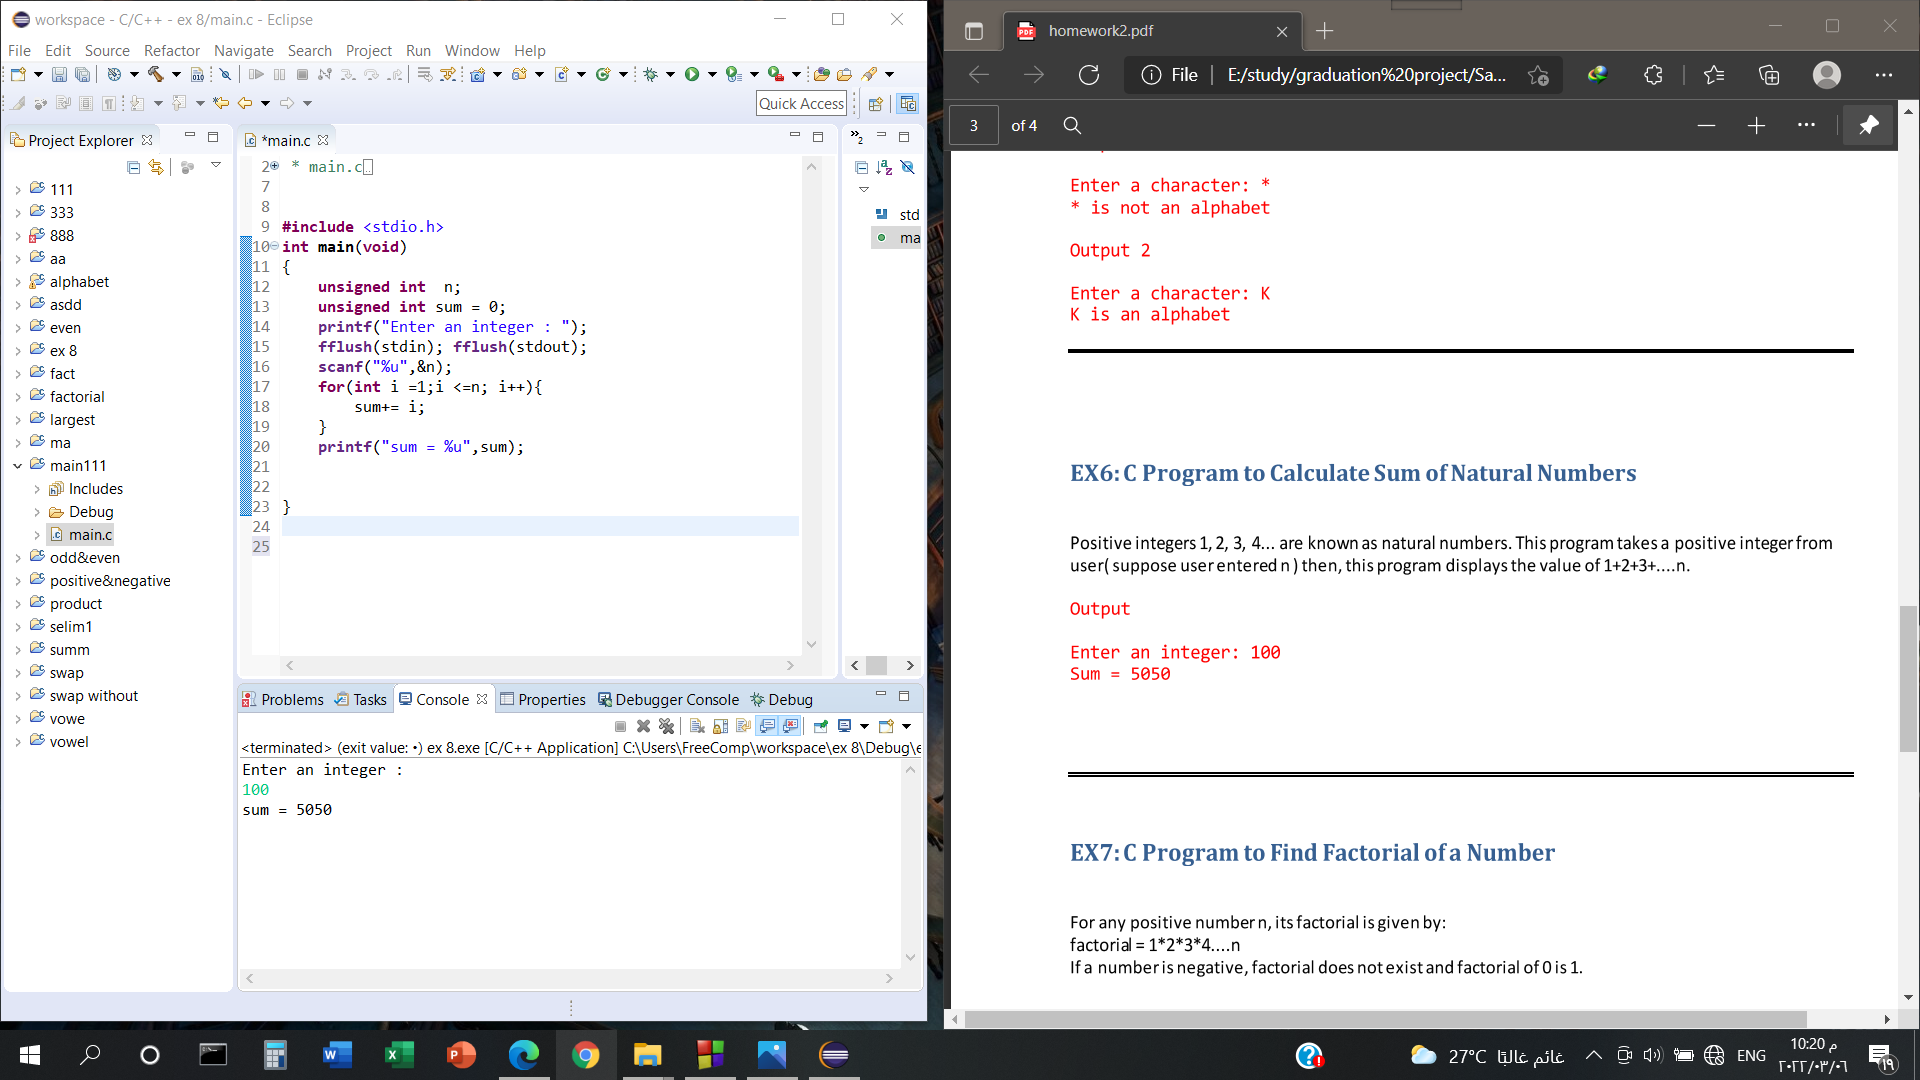 workspace - C/C++ - ex 8/main.c - Eclipse
File Edit Source Refactor Navigate Search Project Run Window Help
Quick Access
Project Explorer
111
333
888
aa
alphabet
asdd
even
ex 8
fact
factorial
largest
ma
main111
Includes
Debug
main.c
odd&even
positive&negative
product
selim1
summ
swap
swap without
vowe
vowel
*main.c
2 * main.c
7
8
9 #include <stdio.h>
10 int main(void)
11 {
12 unsigned int  n;
13 unsigned int sum = 0;
14 printf("Enter an integer : ");
15 fflush(stdin); fflush(stdout);
16 scanf("%u",&n);
17 for(int i =1;i <=n; i++){
18 sum+= i;
19 }
20 printf("sum = %u",sum);
21
22
23 }
24
25
»2
std
ma
Problems Tasks Console Properties Debugger Console Debug
<terminated> (exit value: •) ex 8.exe [C/C++ Application] C:\Users\FreeComp\workspace\ex 8\Debug\e
Enter an integer :
100
sum = 5050
homework2.pdf
File | E:/study/graduation%20project/Sa...
3 of 4
Enter a character: *
* is not an alphabet
Output 2
Enter a character: K
K is an alphabet
EX6: C Program to Calculate Sum of Natural Numbers
Positive integers 1, 2, 3, 4... are known as natural numbers. This program takes a positive integer from
user( suppose user entered n ) then, this program displays the value of 1+2+3+....n.
Output
Enter an integer: 100
Sum = 5050
EX7: C Program to Find Factorial of a Number
For any positive number n, its factorial is given by:
factorial = 1*2*3*4....n
If a number is negative, factorial does not exist and factorial of 0 is 1.
27°C غائم غالبًا
ENG
10:20 م
٢٠٢٢/٠٣/٠٦
١٩